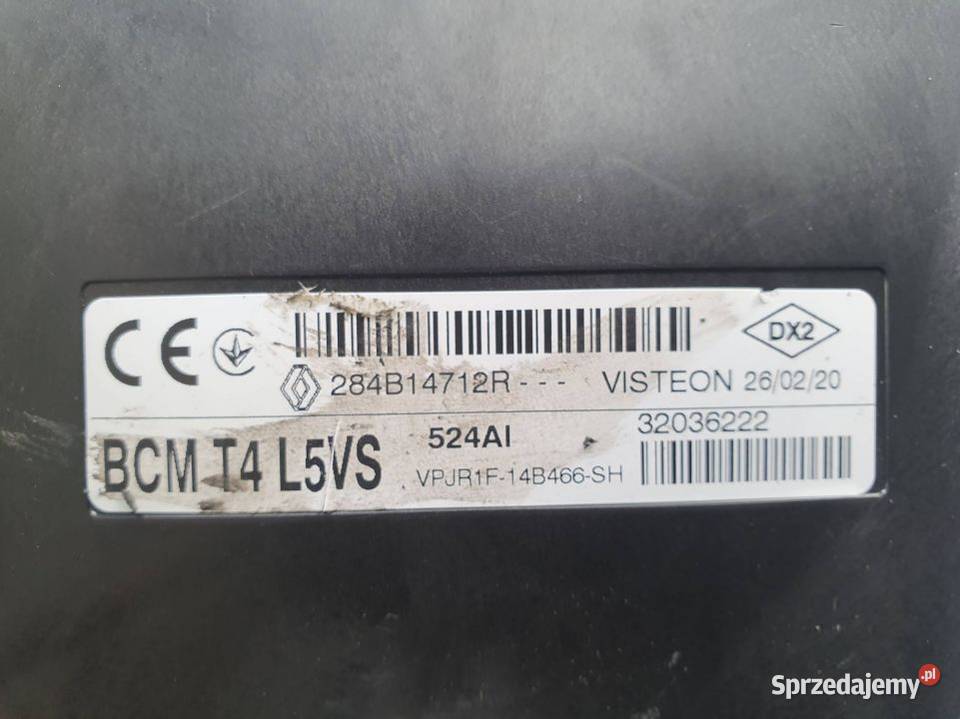 CE
DX2
284B14712R - - - VISTEON 26/02/20
BCM T4 L5VS
524AI
VPJR1F-14B466-SH
32036222
Sprzedajemy.pl